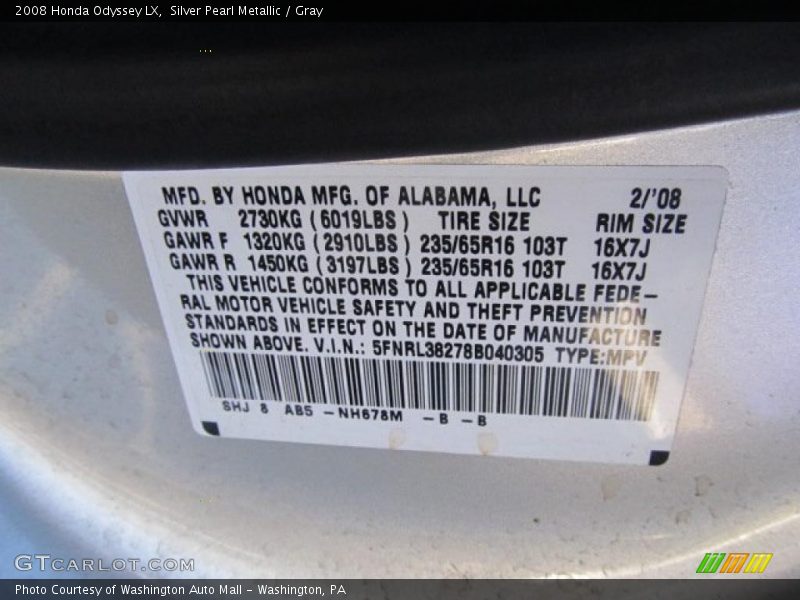 2008 Honda Odyssey LX,  Silver Pearl Metallic / Gray
MFD. BY HONDA MFG. OF ALABAMA, LLC 2/'08
GVWR 2730KG (6019LBS) TIRE SIZE RIM SIZE
GAWR F 1320KG (2910LBS) 235/65R16 103T 16X7J
GAWR R 1450KG (3197LBS) 235/65R16 103T 16X7J
THIS VEHICLE CONFORMS TO ALL APPLICABLE FEDE-
RAL MOTOR VEHICLE SAFETY AND THEFT PREVENTION
STANDARDS IN EFFECT ON THE DATE OF MANUFACTURE
SHOWN ABOVE. V.I.N.: 5FNRL38278B040305 TYPE:MPV
SHJ 8 AB5 -NH678M -B -B
GTCARLOT.COM
Photo Courtesy of Washington Auto Mall - Washington, PA